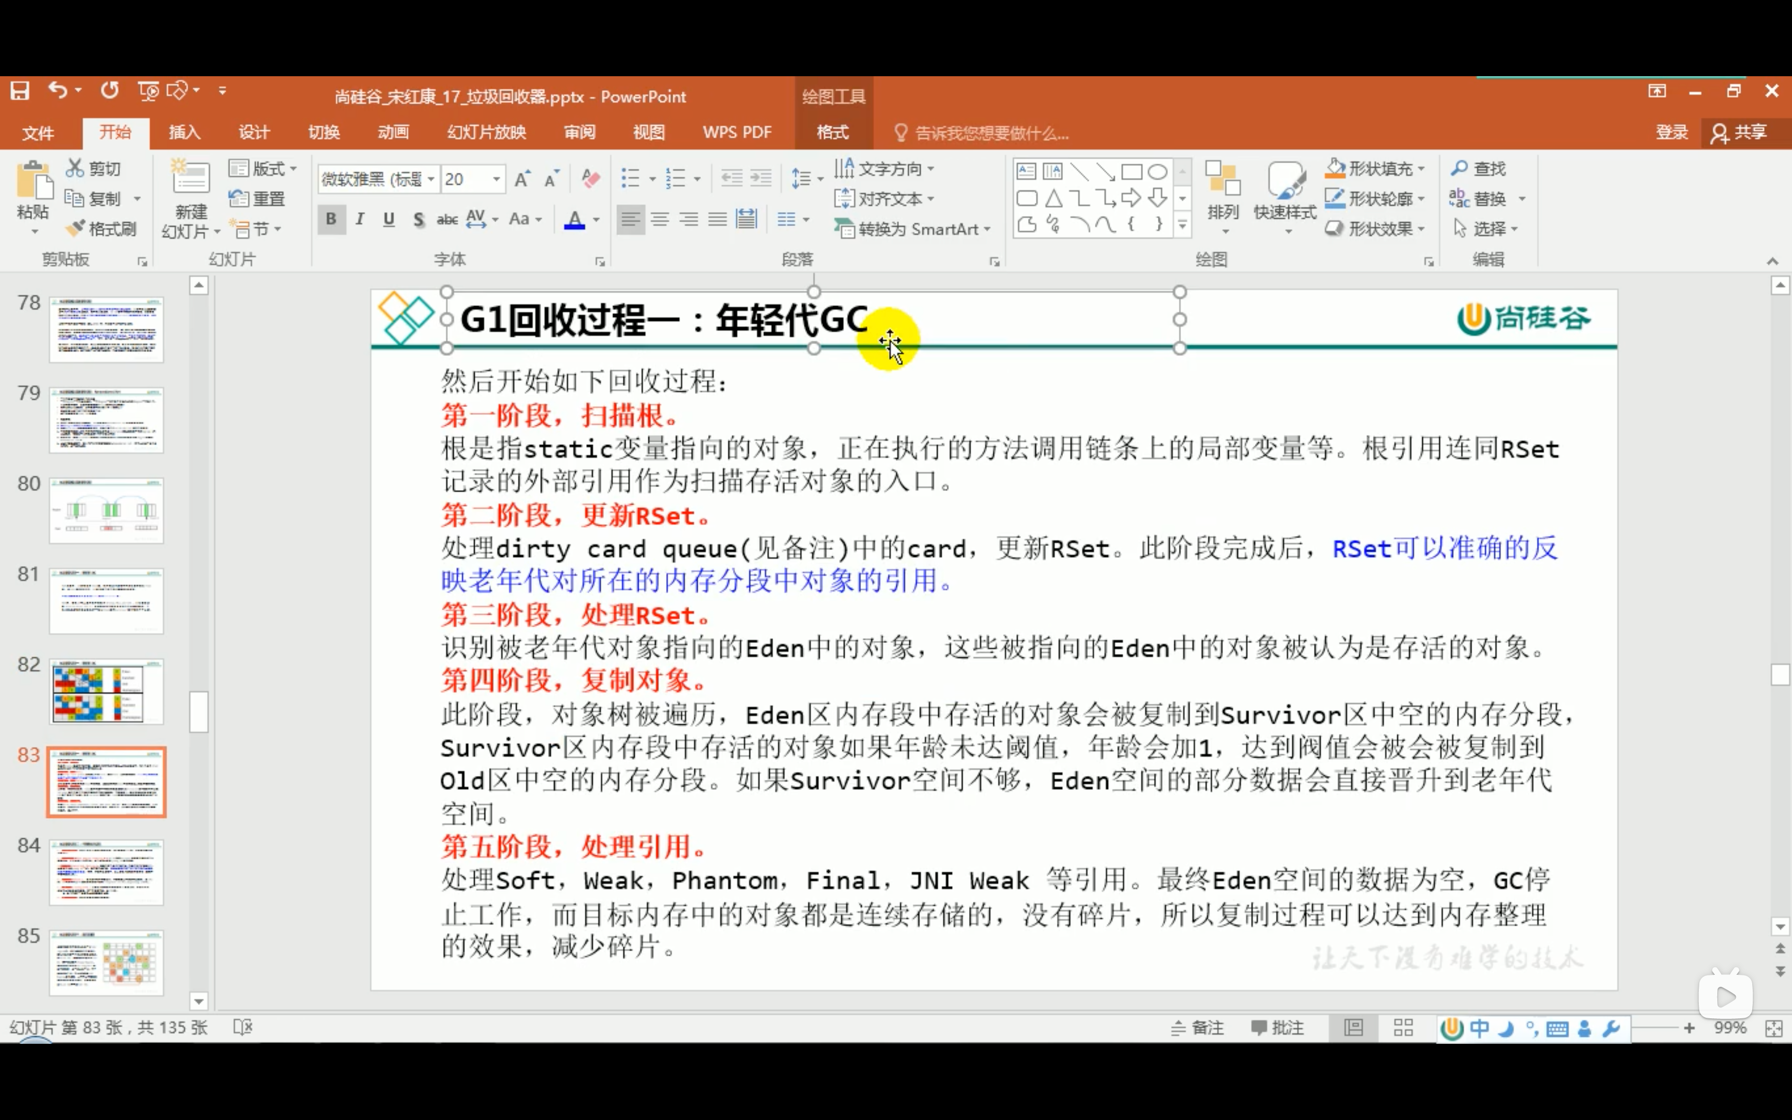 尚硅谷_宋红康_17_垃圾回收器.pptx - PowerPoint
绘图工具
文件 开始 插入 设计 切换 动画 幻灯片放映 审阅 视图 WPS PDF 格式 告诉我您想要做什么... 登录 共享
粘贴
剪切
复制
格式刷
剪贴板
新建
幻灯片
版式
重置
节
幻灯片
微软雅黑 (标题 20
B I U S abc AV Aa A
字体
文字方向
对齐文本
转换为 SmartArt
段落
排列
快速样式
形状填充
形状轮廓
形状效果
绘图
查找
替换
选择
编辑
78
79
80
81
82
83
84
85
G1回收过程一：年轻代GC
尚硅谷
然后开始如下回收过程：
第一阶段，扫描根。
根是指static变量指向的对象，正在执行的方法调用链条上的局部变量等。根引用连同RSet
记录的外部引用作为扫描存活对象的入口。
第二阶段，更新RSet。
处理dirty card queue(见备注)中的card，更新RSet。此阶段完成后，RSet可以准确的反
映老年代对所在的内存分段中对象的引用。
第三阶段，处理RSet。
识别被老年代对象指向的Eden中的对象，这些被指向的Eden中的对象被认为是存活的对象。
第四阶段，复制对象。
此阶段，对象树被遍历，Eden区内存段中存活的对象会被复制到Survivor区中空的内存分段，
Survivor区内存段中存活的对象如果年龄未达阈值，年龄会加1，达到阀值会被会被复制到
Old区中空的内存分段。如果Survivor空间不够，Eden空间的部分数据会直接晋升到老年代
空间。
第五阶段，处理引用。
处理Soft，Weak，Phantom，Final，JNI Weak 等引用。最终Eden空间的数据为空，GC停
止工作，而目标内存中的对象都是连续存储的，没有碎片，所以复制过程可以达到内存整理
的效果，减少碎片。
让天下没有难学的技术
幻灯片 第 83 张，共 135 张
备注 批注 中 99%